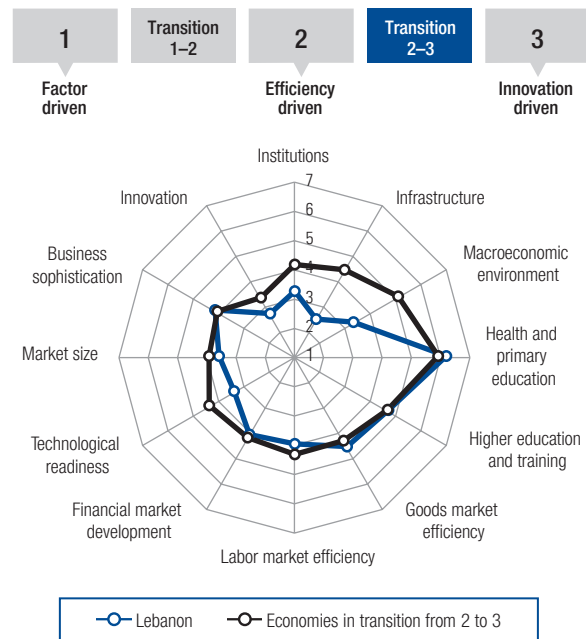 1
Transition
1–2
2
Transition
2–3
3
Factor
driven
Efficiency
driven
Innovation
driven
Institutions
Infrastructure
Macroeconomic
environment
Health and
primary
education
Higher education
and training
Goods market
efficiency
Labor market efficiency
Financial market
development
Technological
readiness
Market size
Business
sophistication
Innovation
7
6
5
4
3
2
1
Lebanon
Economies in transition from 2 to 3